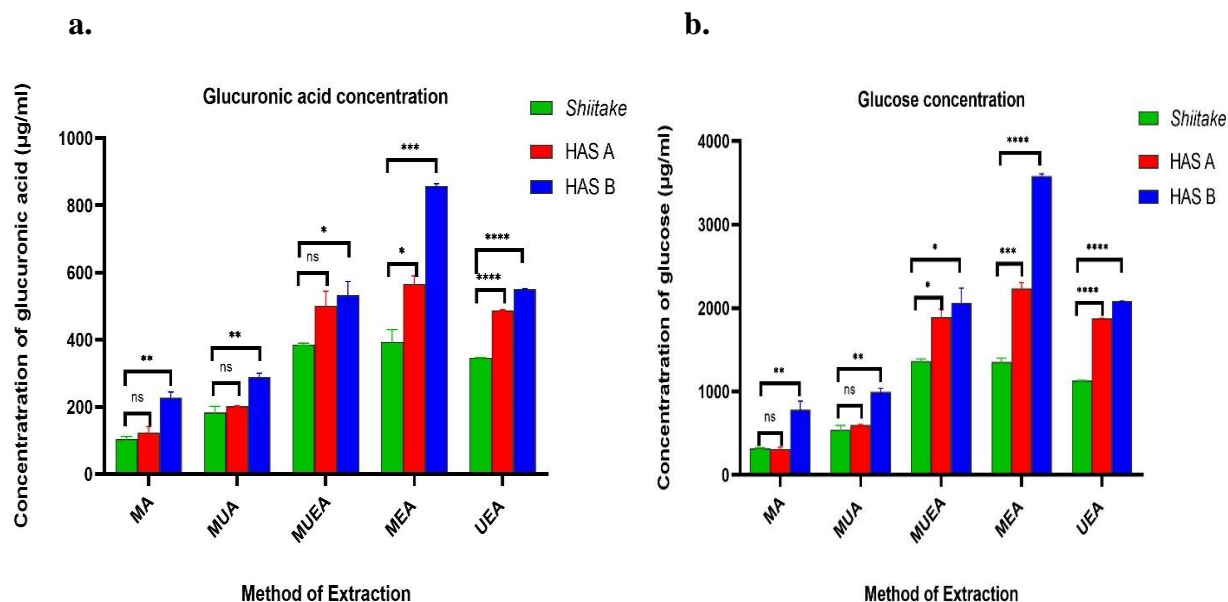 a.
Glucuronic acid concentration
Shiitake
HAS A
HAS B
Concentratration of glucuronic acid (µg/ml)
1000
800
600
400
200
0
**
ns
**
ns
*
ns
***
*
****
****
MA
MUA
MUEA
MEA
UEA
Method of Extraction
b.
Glucose concentration
Shiitake
HAS A
HAS B
Concentratration of glucose (µg/ml)
4000
3000
2000
1000
0
**
ns
**
ns
*
*
****
***
****
****
MA
MUA
MUEA
MEA
UEA
Method of Extraction